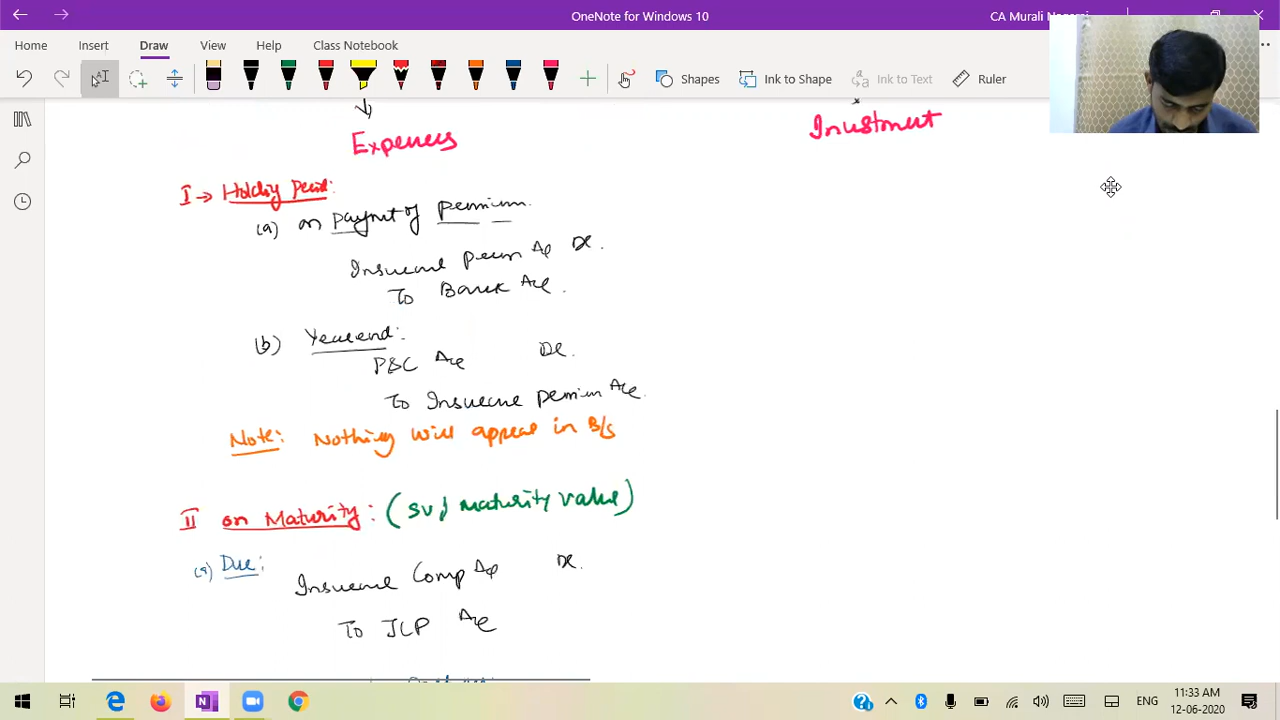 OneNote for Windows 10
CA Murali
Home Insert Draw View Help Class Notebook
Shapes Ink to Shape Ink to Text Ruler
Expenses
Investment
I → Holding period:
(a) on payment of premium.
Insurance prem A/c Dr.
To Bank A/c.
(b) Year end:
P&L A/c Dr.
To Insurance premium A/c.
Note: Nothing will appear in B/S
II on Maturity: (SV / maturity value)
(a) Due:
Insurance Comp A/c Dr.
To JLP A/c
ENG
11:33 AM
12-06-2020